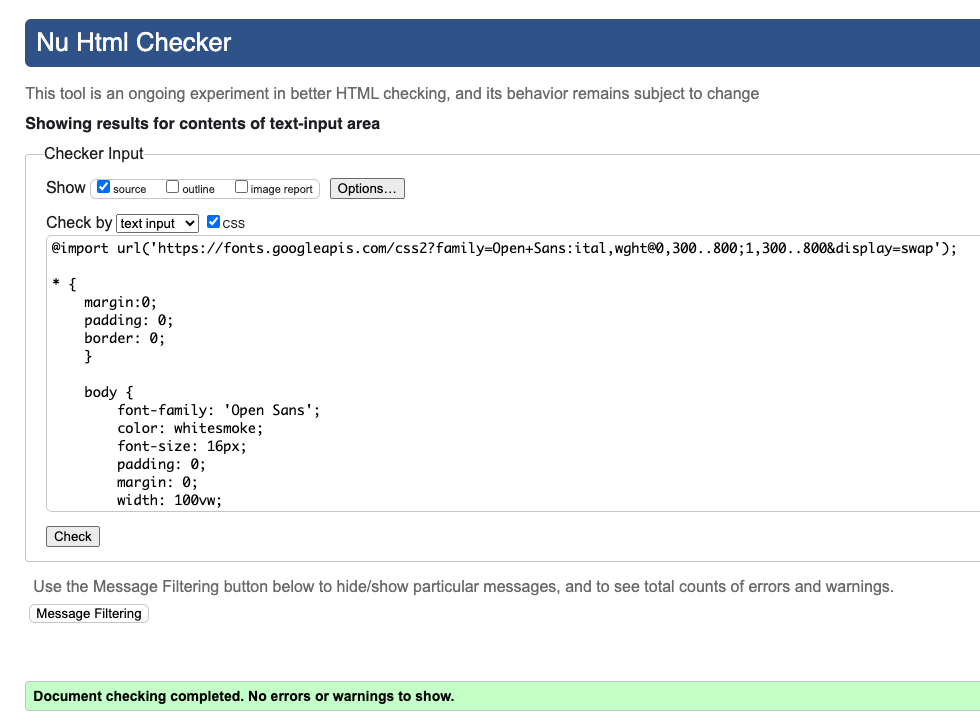 Nu Html Checker
This tool is an ongoing experiment in better HTML checking, and its behavior remains subject to change
Showing results for contents of text-input area
Checker Input
Show source outline image report Options...
Check by text input CSS
@import url('https://fonts.googleapis.com/css2?family=Open+Sans:ital,wght@0,300..800;1,300..800&display=swap');
* {
margin:0;
padding: 0;
border: 0;
}
body {
font-family: 'Open Sans';
color: whitesmoke;
font-size: 16px;
padding: 0;
margin: 0;
width: 100vw;
Check
Use the Message Filtering button below to hide/show particular messages, and to see total counts of errors and warnings.
Message Filtering
Document checking completed. No errors or warnings to show.